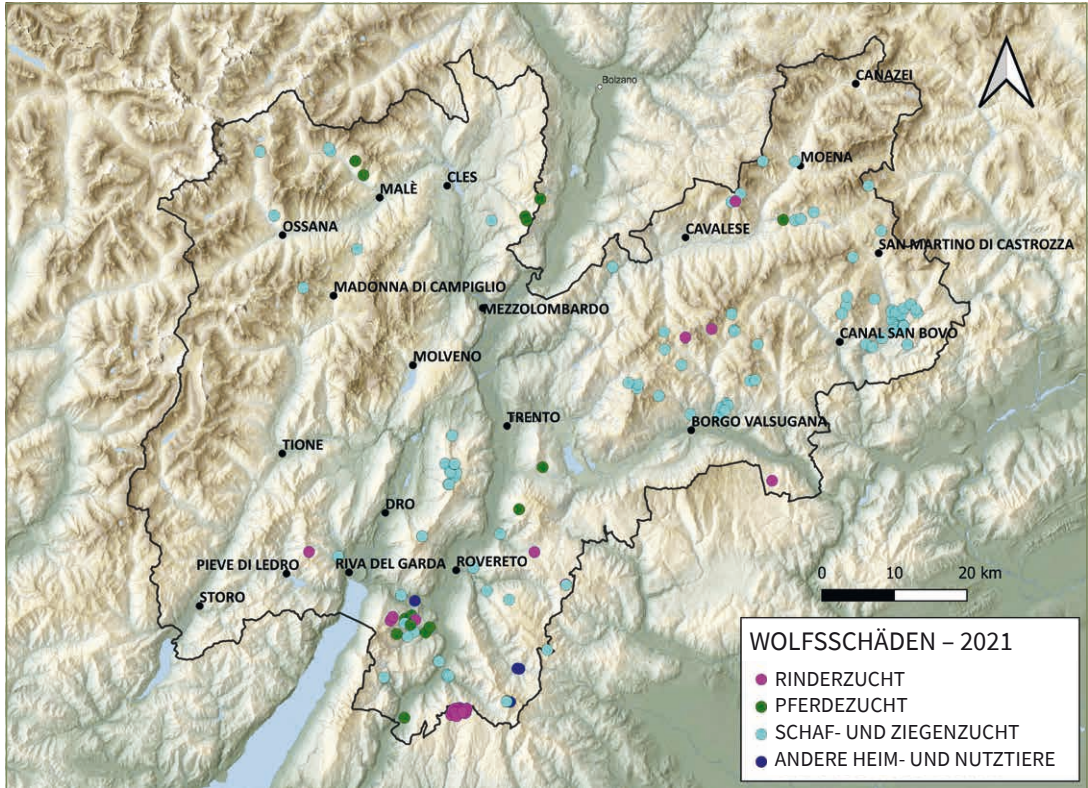 Bolzano
CANAZEI
MOENA
CLES
MALÈ
OSSANA
CAVALESE
SAN MARTINO DI CASTROZZA
MADONNA DI CAMPIGLIO
MEZZOLOMBARDO
CANAL SAN BOVO
MOLVENO
TRENTO
BORGO VALSUGANA
TIONE
DRO
PIEVE DI LEDRO
RIVA DEL GARDA
ROVERETO
STORO
0 10 20 km
WOLFSSCHÄDEN – 2021
RINDERZUCHT
PFERDEZUCHT
SCHAF- UND ZIEGENZUCHT
ANDERE HEIM- UND NUTZTIERE